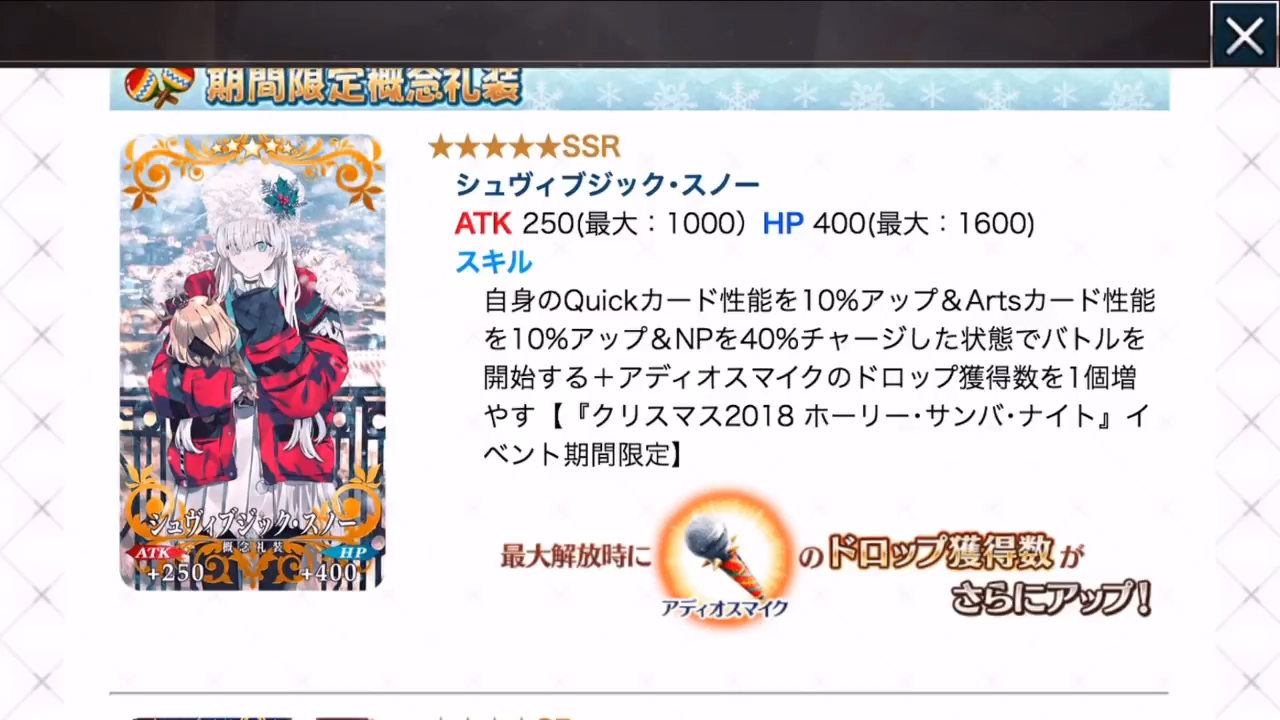 期間限定概念礼装
★★★★★SSR
シュヴィブジック・スノー
ATK 250(最大：1000） HP 400(最大：1600)
スキル
自身のQuickカード性能を10%アップ＆Artsカード性能
を10%アップ＆NPを40%チャージした状態でバトルを
開始する＋アディオスマイクのドロップ獲得数を1個増
やす【『クリスマス2018 ホーリー・サンバ・ナイト』イ
ベント期間限定】
シュヴィブジック・スノー
ATK 概念礼装 HP
+250 +400
最大解放時に
アディオスマイク
のドロップ獲得数が
さらにアップ!